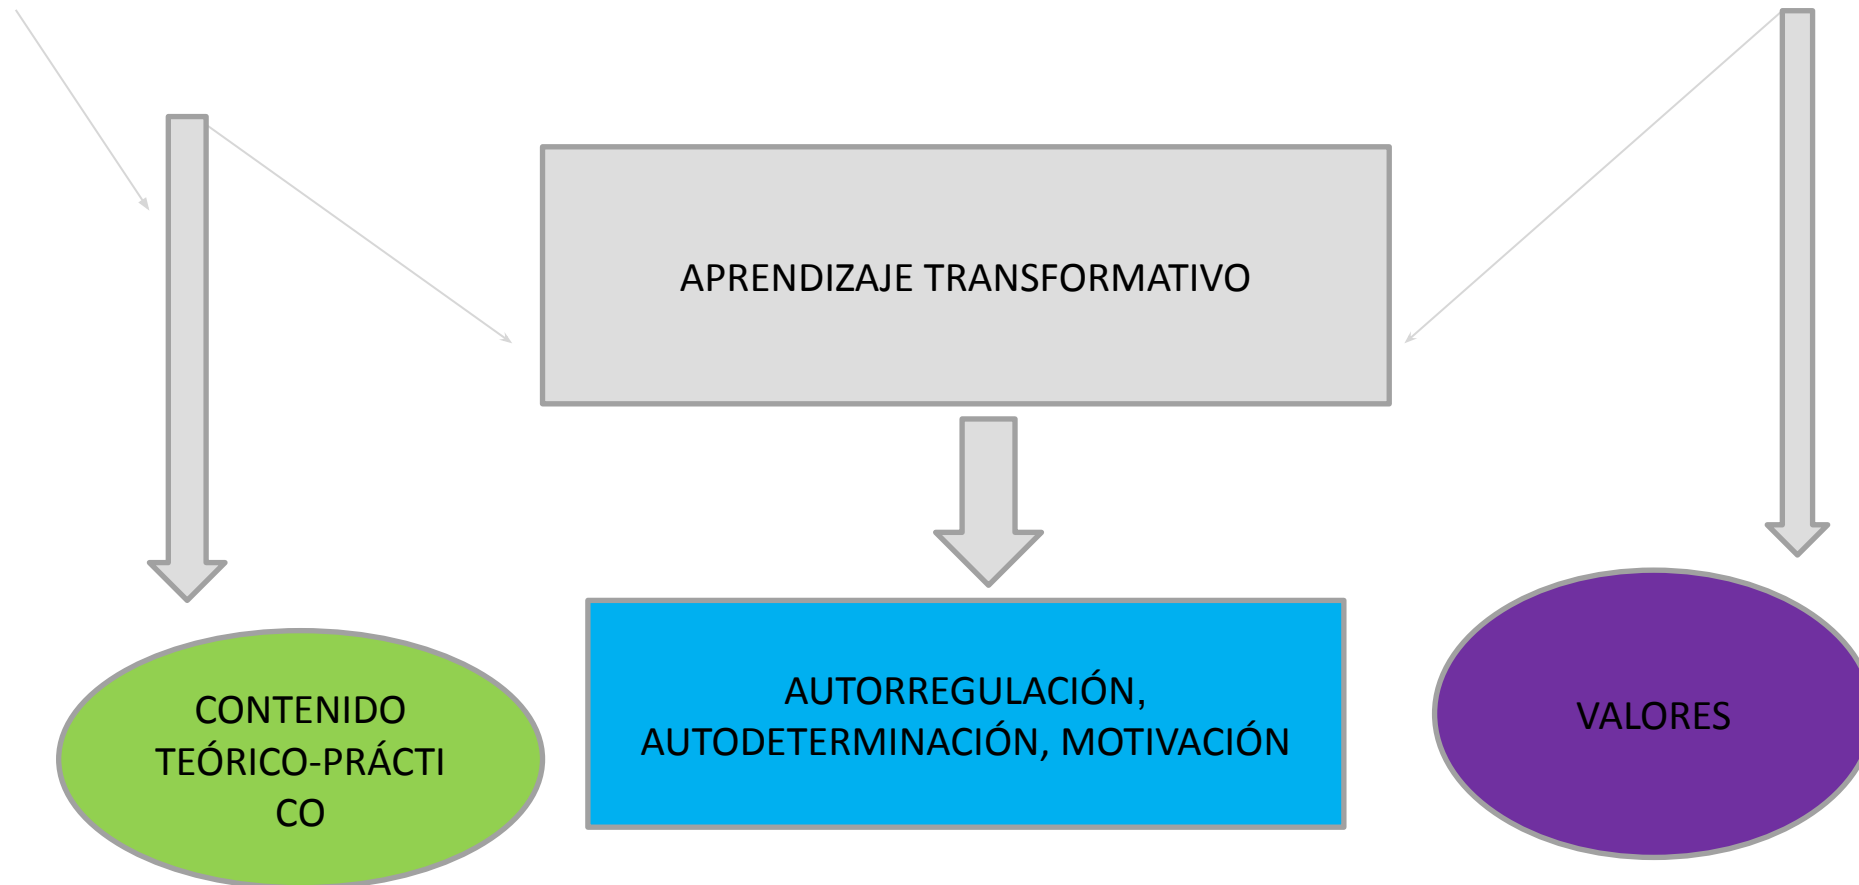 APRENDIZAJE TRANSFORMATIVO
CONTENIDO
TEÓRICO-PRÁCTI
CO
AUTORREGULACIÓN,
AUTODETERMINACIÓN, MOTIVACIÓN
VALORES